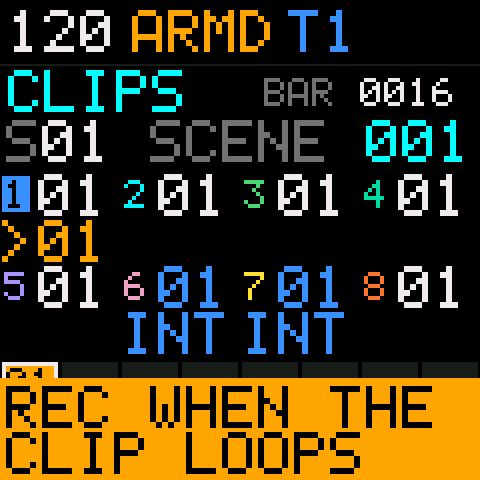 120 ARMD T1
CLIPS BAR 0016
S01 SCENE 001
1 01 2 01 3 01 4 01
>01
5 01 6 01 7 01 8 01
INT INT
REC WHEN THE
CLIP LOOPS